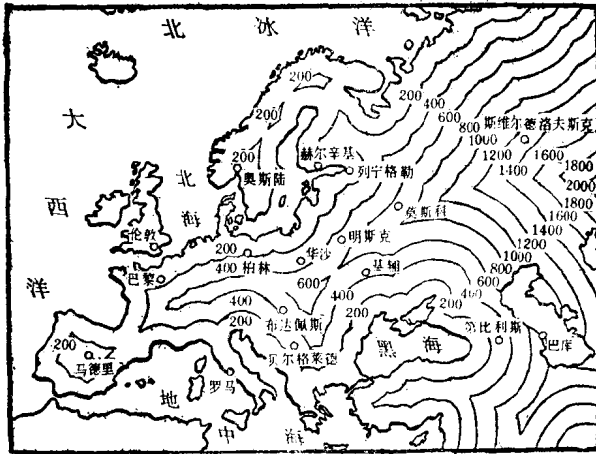 北 冰 洋
大
西
洋
北
海
地
中
海
黑 海
200
200
200
200 400
600
800 斯维尔德洛夫斯克
1000
1200 1600
1400 1800
2000
1800
1600
1400
1200
1000
800
600
400
200
赫尔辛基
列宁格勒
奥斯陆
莫斯科
伦敦
明斯克
200
柏林
华沙
400
巴黎
基辅
600
400
200
400
布达佩斯
200
贝尔格莱德
第比利斯
巴库
200
马德里
罗马